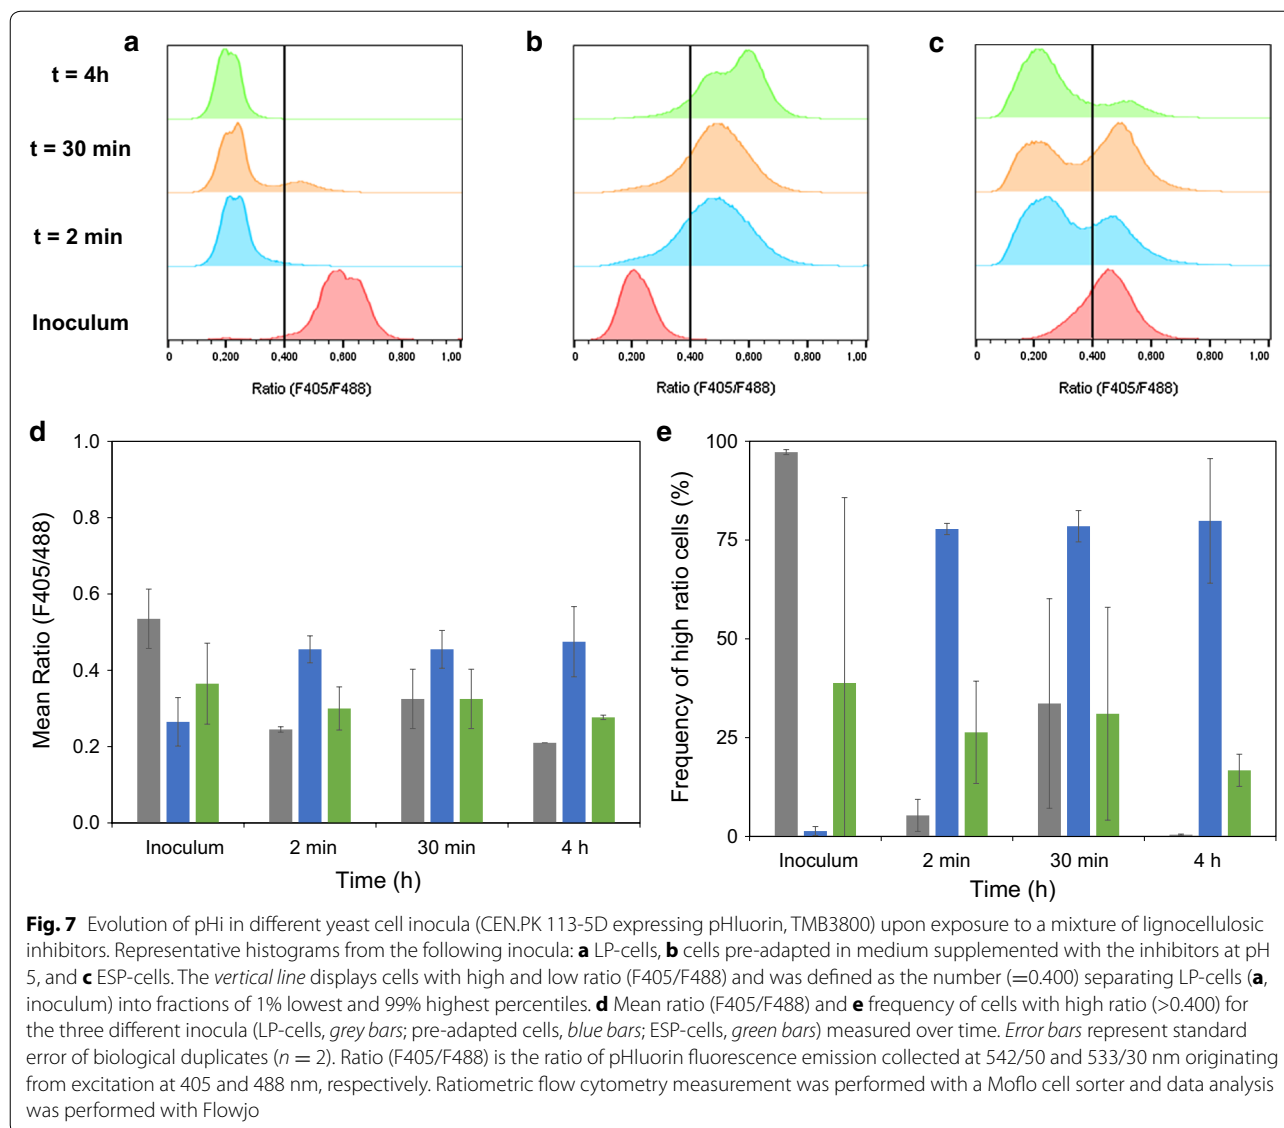 a
b
c
t = 4h
t = 30 min
t = 2 min
Inoculum
0 0,200 0,400 0,600 0,800 1,00
0 0,200 0,400 0,600 0,800 1,00
0 0,200 0,400 0,600 0,800 1,00
Ratio (F405/F488)
Ratio (F405/F488)
Ratio (F405/F488)
d
1.0
0.8
0.6
0.4
0.2
0.0
Mean Ratio (F405/488)
Inoculum 2 min 30 min 4 h
Time (h)
e
100
75
50
25
0
Frequency of high ratio cells (%)
Inoculum 2 min 30 min 4 h
Time (h)
Fig. 7 Evolution of pHi in different yeast cell inocula (CEN.PK 113-5D expressing pHluorin, TMB3800) upon exposure to a mixture of lignocellulosic
inhibitors. Representative histograms from the following inocula: a LP-cells, b cells pre-adapted in medium supplemented with the inhibitors at pH
5, and c ESP-cells. The vertical line displays cells with high and low ratio (F405/F488) and was defined as the number (=0.400) separating LP-cells (a,
inoculum) into fractions of 1% lowest and 99% highest percentiles. d Mean ratio (F405/F488) and e frequency of cells with high ratio (>0.400) for
the three different inocula (LP-cells, grey bars; pre-adapted cells, blue bars; ESP-cells, green bars) measured over time. Error bars represent standard
error of biological duplicates (n = 2). Ratio (F405/F488) is the ratio of pHluorin fluorescence emission collected at 542/50 and 533/30 nm originating
from excitation at 405 and 488 nm, respectively. Ratiometric flow cytometry measurement was performed with a Moflo cell sorter and data analysis
was performed with Flowjo